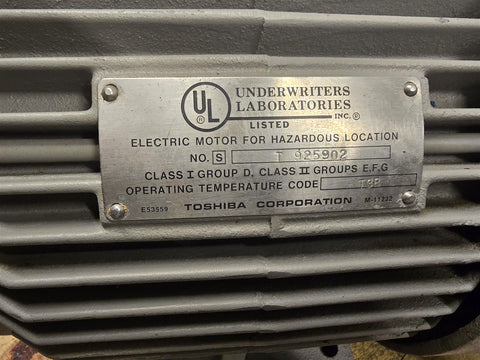 UL ®
UNDERWRITERS
LABORATORIES
INC.®
LISTED
ELECTRIC MOTOR FOR HAZARDOUS LOCATION
NO. S T 925902
CLASS I GROUP D, CLASS II GROUPS E,F,G
OPERATING TEMPERATURE CODE
E53559 TOSHIBA CORPORATION M-11232